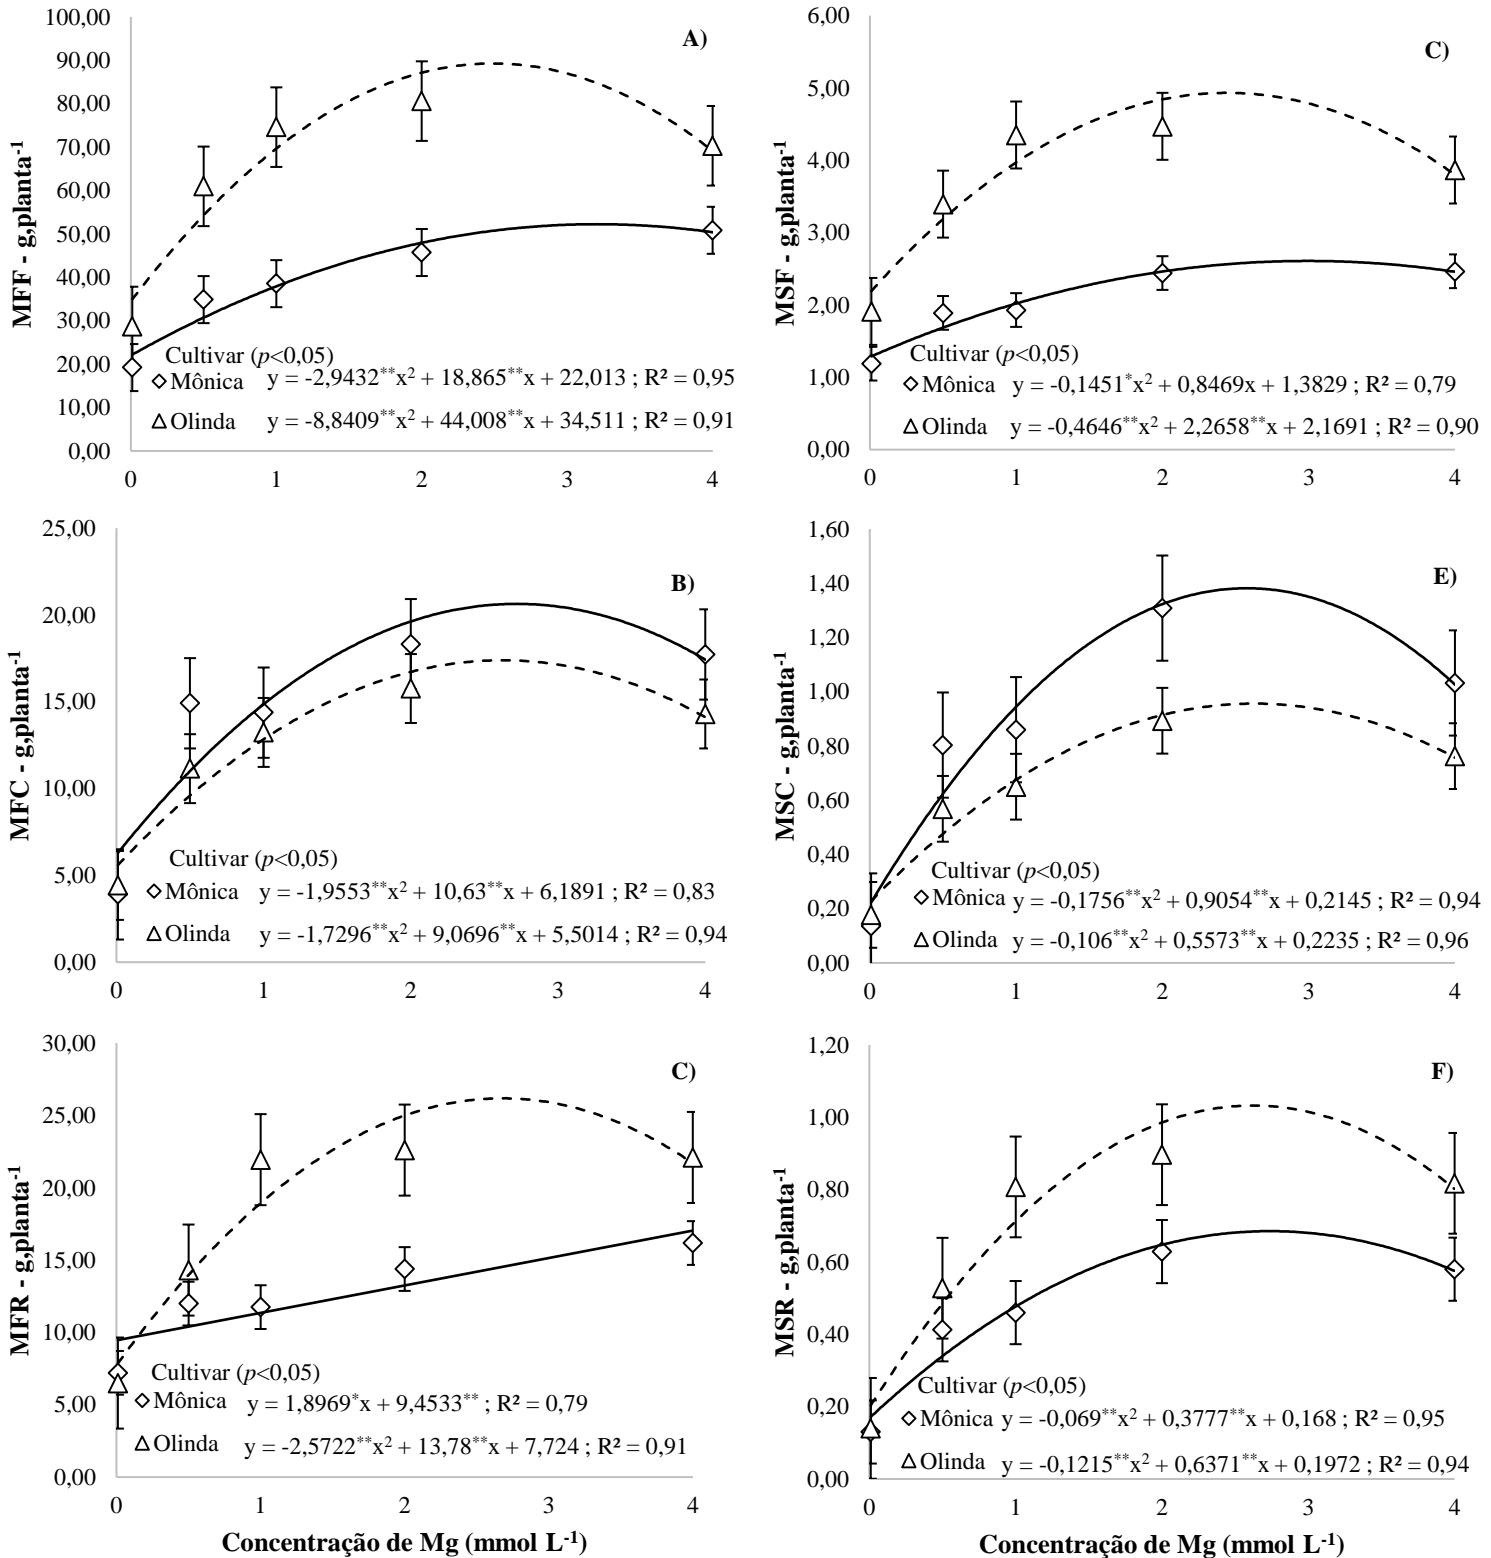 100,00
90,00
80,00
70,00
60,00
50,00
40,00
30,00
20,00
10,00
0,00
MFF - g,planta-1
A)
Cultivar (p<0,05)
Mônica y = -2,9432**x2 + 18,865**x + 22,013 ; R² = 0,95
Olinda y = -8,8409**x2 + 44,008**x + 34,511 ; R² = 0,91
0 1 2 3 4
6,00
5,00
4,00
3,00
2,00
1,00
0,00
MSF - g,planta-1
C)
Cultivar (p<0,05)
Mônica y = -0,1451*x2 + 0,8469x + 1,3829 ; R² = 0,79
Olinda y = -0,4646**x2 + 2,2658**x + 2,1691 ; R² = 0,90
0 1 2 3 4
25,00
20,00
15,00
10,00
5,00
0,00
MFC - g,planta-1
B)
Cultivar (p<0,05)
Mônica y = -1,9553**x2 + 10,63**x + 6,1891 ; R² = 0,83
Olinda y = -1,7296**x2 + 9,0696**x + 5,5014 ; R² = 0,94
0 1 2 3 4
1,60
1,40
1,20
1,00
0,80
0,60
0,40
0,20
0,00
MSC - g,planta-1
E)
Cultivar (p<0,05)
Mônica y = -0,1756**x2 + 0,9054**x + 0,2145 ; R² = 0,94
Olinda y = -0,106**x2 + 0,5573**x + 0,2235 ; R² = 0,96
0 1 2 3 4
30,00
25,00
20,00
15,00
10,00
5,00
0,00
MFR - g,planta-1
C)
Cultivar (p<0,05)
Mônica y = 1,8969*x + 9,4533** ; R² = 0,79
Olinda y = -2,5722**x2 + 13,78**x + 7,724 ; R² = 0,91
0 1 2 3 4
Concentração de Mg (mmol L-1)
1,20
1,00
0,80
0,60
0,40
0,20
0,00
MSR - g,planta-1
F)
Cultivar (p<0,05)
Mônica y = -0,069**x2 + 0,3777**x + 0,168 ; R² = 0,95
Olinda y = -0,1215**x2 + 0,6371**x + 0,1972 ; R² = 0,94
0 1 2 3 4
Concentração de Mg (mmol L-1)